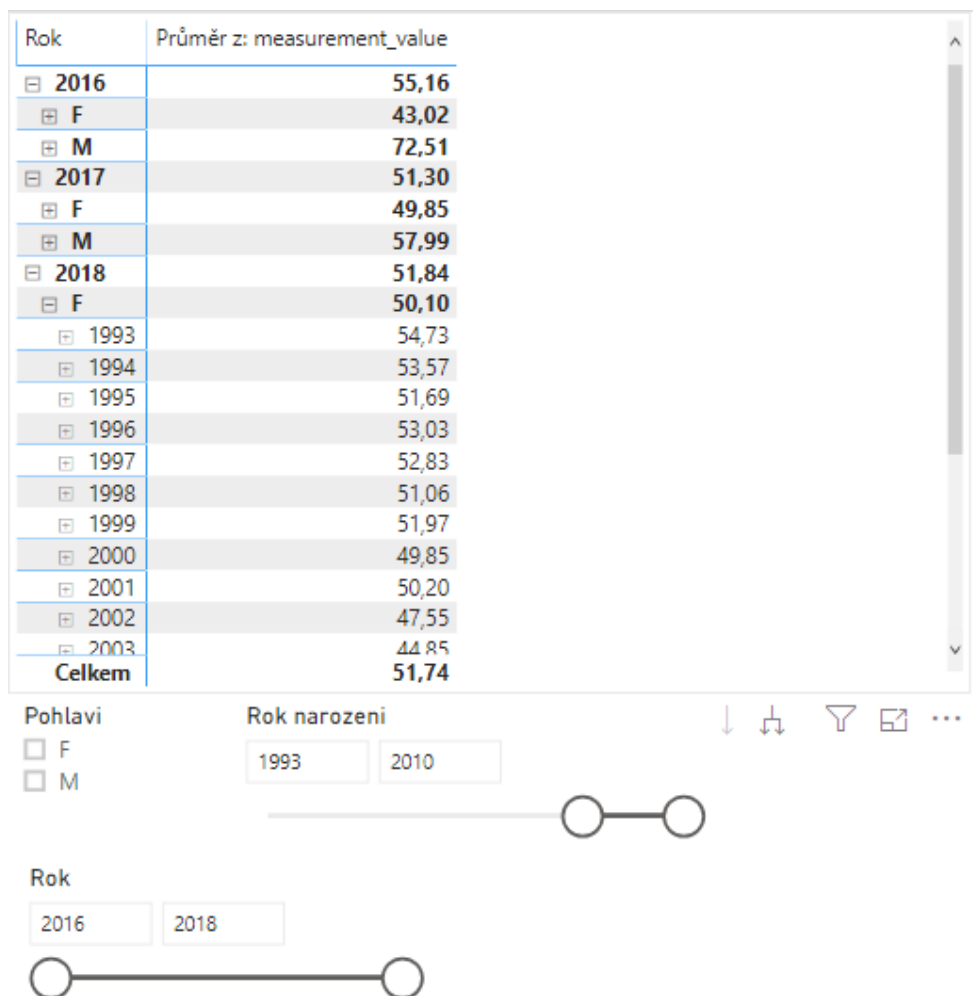 Rok Průměr z: measurement_value
2016 55,16
F 43,02
M 72,51
2017 51,30
F 49,85
M 57,99
2018 51,84
F 50,10
1993 54,73
1994 53,57
1995 51,69
1996 53,03
1997 52,83
1998 51,06
1999 51,97
2000 49,85
2001 50,20
2002 47,55
2003 44,85
Celkem 51,74
Pohlavi Rok narozeni
F
1993 2010
M
Rok
2016 2018